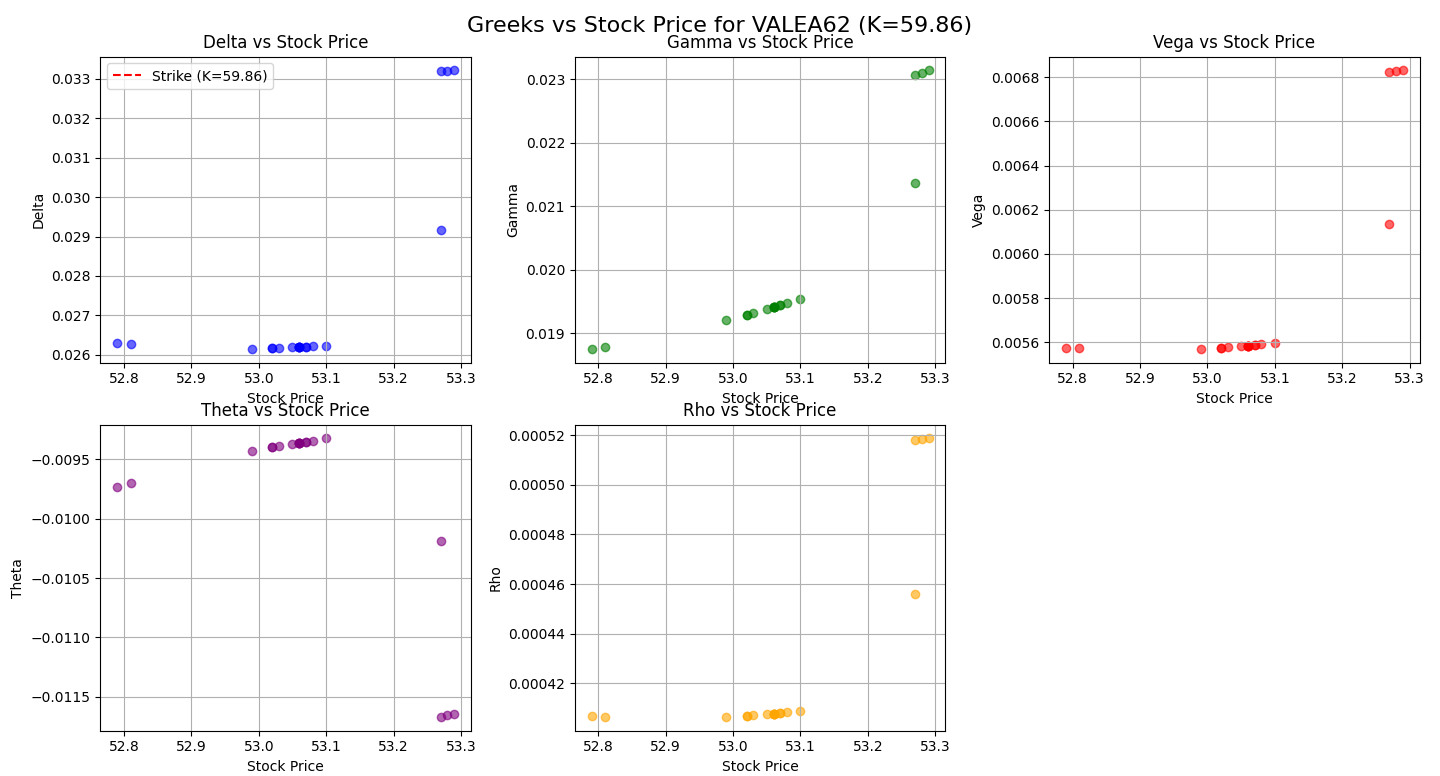 Greeks vs Stock Price for VALEA62 (K=59.86)
Delta vs Stock Price
Strike (K=59.86)
0.033
0.032
0.031
0.030
0.029
0.028
0.027
0.026
Delta
52.8 52.9 53.0 53.1 53.2 53.3
Stock Price
Gamma vs Stock Price
0.023
0.022
0.021
0.020
0.019
Gamma
52.8 52.9 53.0 53.1 53.2 53.3
Stock Price
Vega vs Stock Price
0.0068
0.0066
0.0064
0.0062
0.0060
0.0058
0.0056
Vega
52.8 52.9 53.0 53.1 53.2 53.3
Stock Price
Theta vs Stock Price
−0.0095
−0.0100
−0.0105
−0.0110
−0.0115
Theta
52.8 52.9 53.0 53.1 53.2 53.3
Stock Price
Rho vs Stock Price
0.00052
0.00050
0.00048
0.00046
0.00044
0.00042
Rho
52.8 52.9 53.0 53.1 53.2 53.3
Stock Price